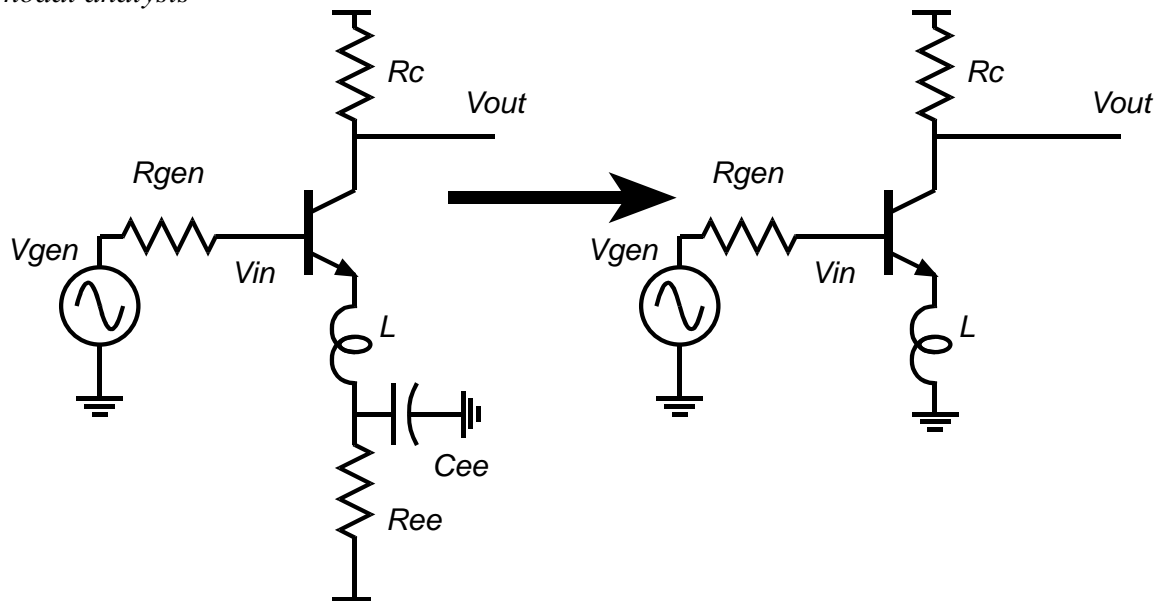 nodal analysis
Rc
Vout
Rgen
Vgen
Vin
L
Cee
Ree
Rc
Vout
Rgen
Vgen
Vin
L